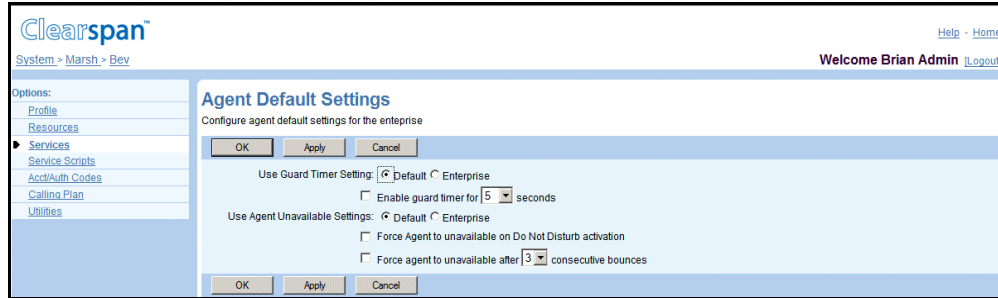 Clearspan™
Help - Home
System > Marsh > Bev
Welcome Brian Admin [Logout
Options:
Profile
Resources
Services
Service Scripts
Acct/Auth Codes
Calling Plan
Utilities
Agent Default Settings
Configure agent default settings for the enteprise
OK Apply Cancel
Use Guard Timer Setting: Default Enterprise
Enable guard timer for 5 seconds
Use Agent Unavailable Settings: Default Enterprise
Force Agent to unavailable on Do Not Disturb activation
Force agent to unavailable after 3 consecutive bounces
OK Apply Cancel